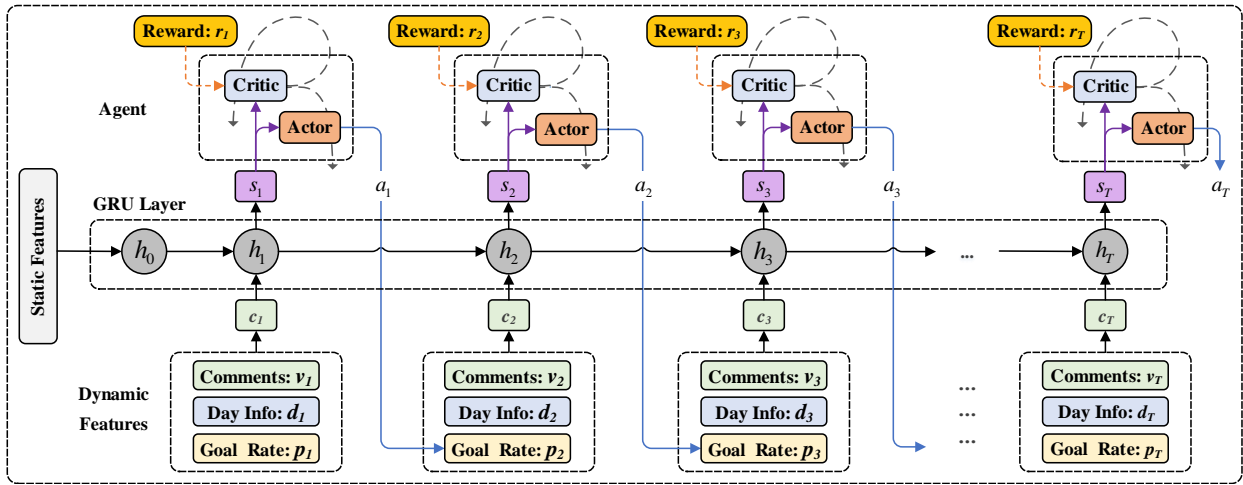 Reward: r1
Reward: r2
Reward: r3
Reward: rT
Critic
Critic
Critic
Critic
Agent
Actor
Actor
Actor
Actor
s1
a1
s2
a2
s3
a3
sT
aT
GRU Layer
Static Features
h0
h1
h2
h3
...
hT
c1
c2
c3
cT
Dynamic
Features
Comments: v1
Day Info: d1
Goal Rate: p1
Comments: v2
Day Info: d2
Goal Rate: p2
Comments: v3
Day Info: d3
Goal Rate: p3
...
...
...
Comments: vT
Day Info: dT
Goal Rate: pT